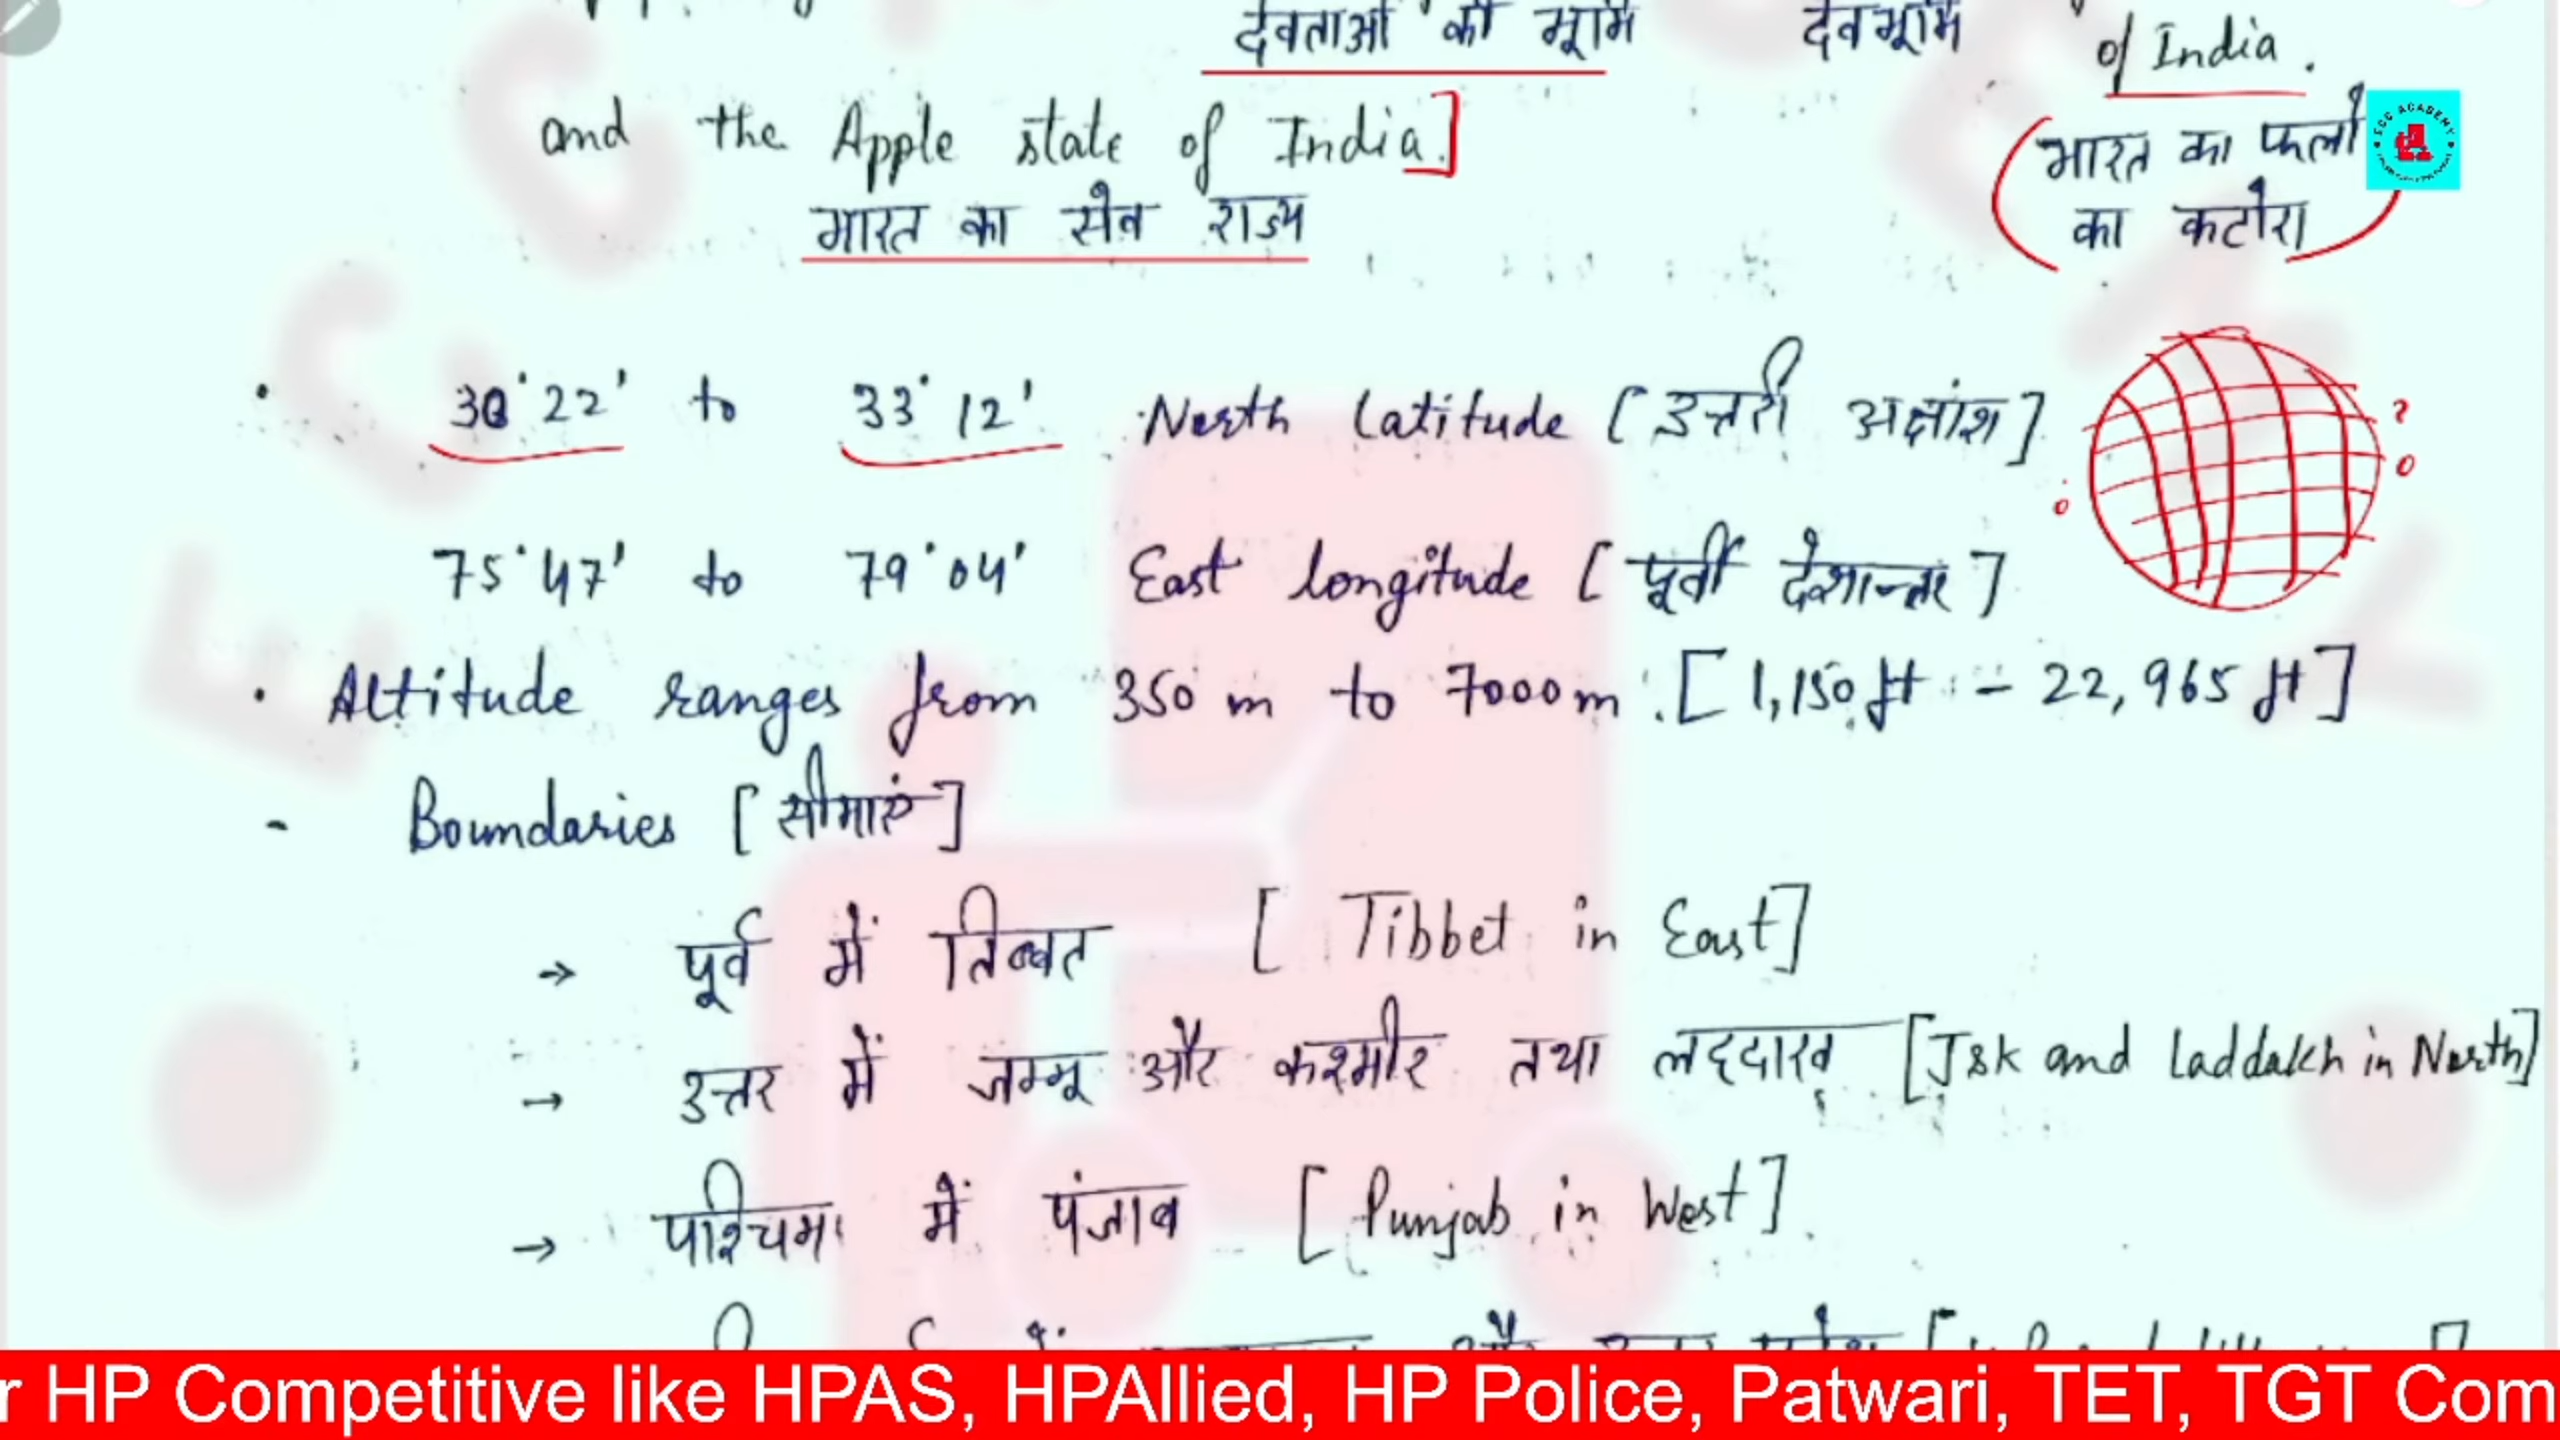 देवताओं की भूमि देवभूमि of India.
and the Apple state of India]
(भारत का फलों
भारत का सेव राज्य
का कटोरा)
• 30°22' to 33°12' North Latitude [उत्तरी अक्षांश]
75°47' to 79°04' East longitude [पूर्वी देशान्तर]
• Altitude ranges from 350 m to 7000 m. [1,150 ft - 22,965 ft]
- Boundaries [सीमाएं]
→ पूर्व में तिब्बत [Tibbet in East]
→ उत्तर में जम्मू और कश्मीर तथा लद्दाख [J&K and Laddakh in North]
→ पश्चिम में पंजाब [Punjab in West]
r HP Competitive like HPAS, HPAllied, HP Police, Patwari, TET, TGT Com